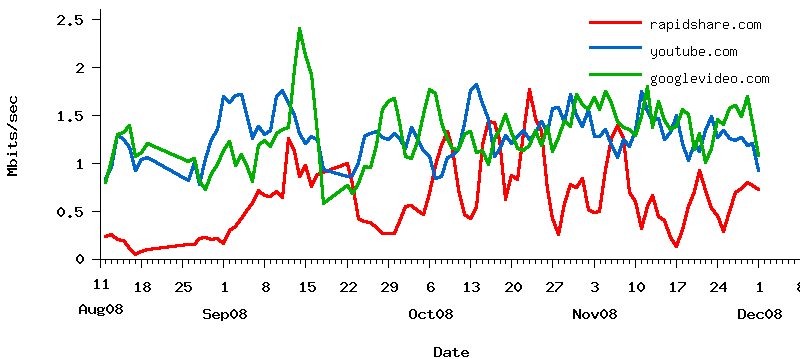 2.5
rapidshare.com
youtube.com
googlevideo.com
2
1.5
1
0.5
0
Mbits/sec
11 18 25 1 8 15 22 29 6 13 20 27 3 10 17 24 1 8
Aug08 Sep08 Oct08 Nov08 Dec08
Date